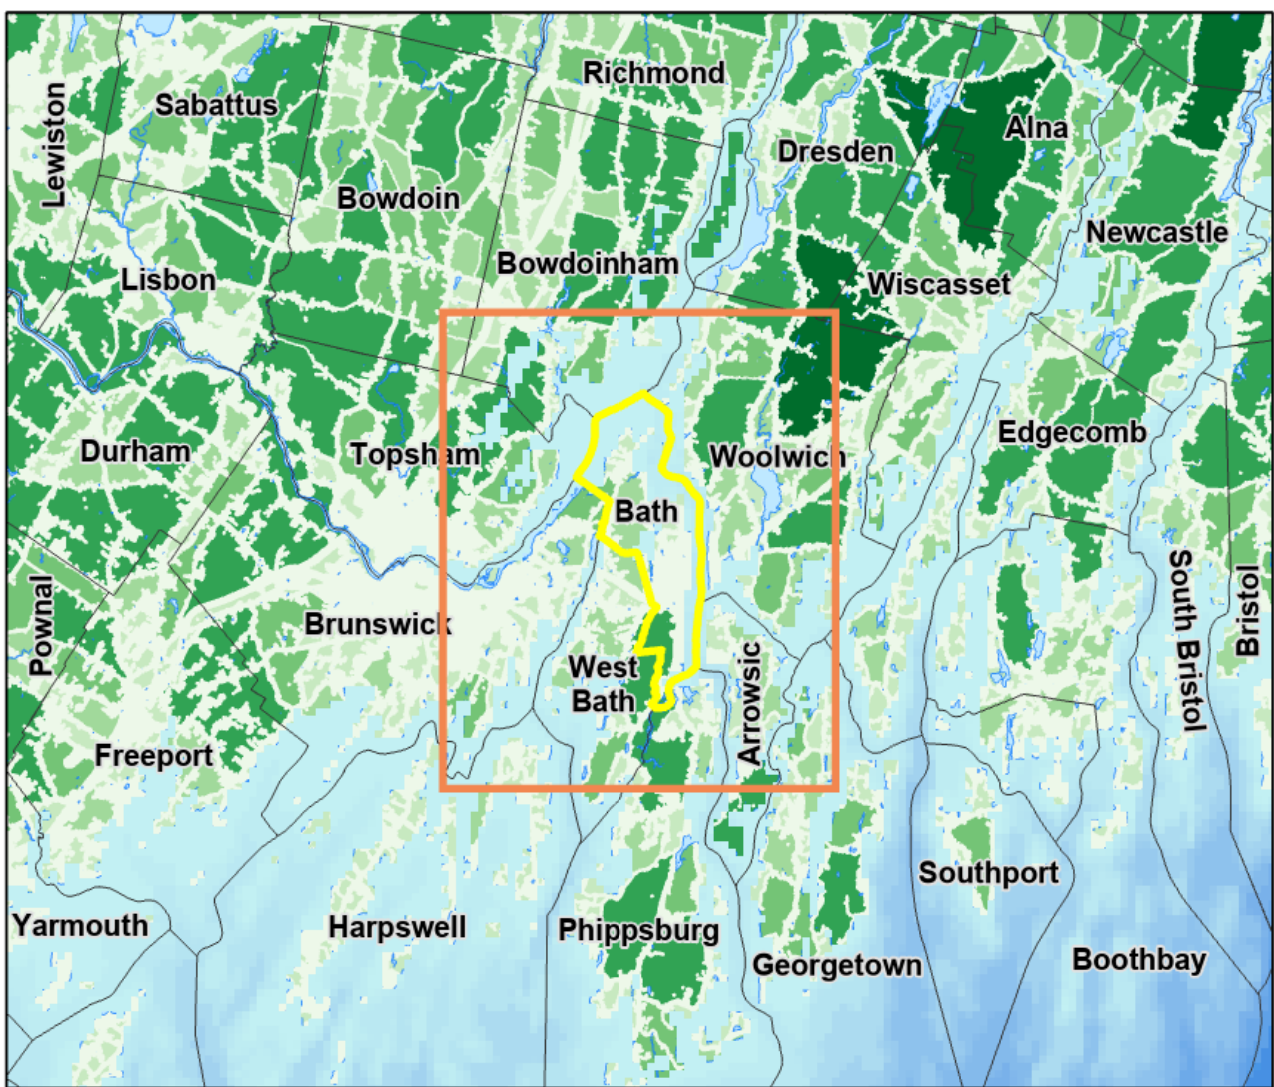 Richmond
Lewiston
Sabattus
Alna
Dresden
Bowdoin
Newcastle
Bowdoinham
Lisbon
Wiscasset
Edgecomb
Durham
Topsham
Woolwich
Bath
Pownal
Brunswick
South Bristol
Bristol
West
Bath
Arrowsic
Freeport
Southport
Yarmouth
Harpswell
Phippsburg
Georgetown
Boothbay